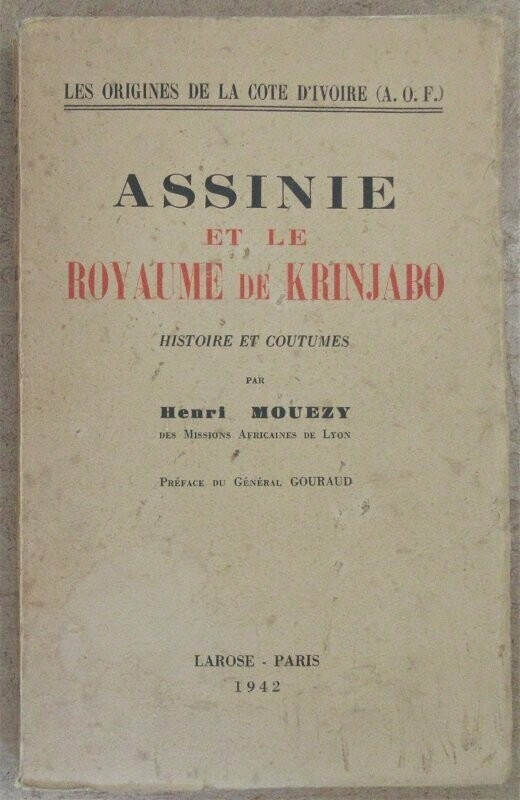 LES ORIGINES DE LA COTE D'IVOIRE (A. O. F.)
ASSINIE
ET LE
ROYAUME DE KRINJABO
HISTOIRE ET COUTUMES
PAR
Henri MOUEZY
DES MISSIONS AFRICAINES DE LYON
PRÉFACE DU GÉNÉRAL GOURAUD
LAROSE - PARIS
1942